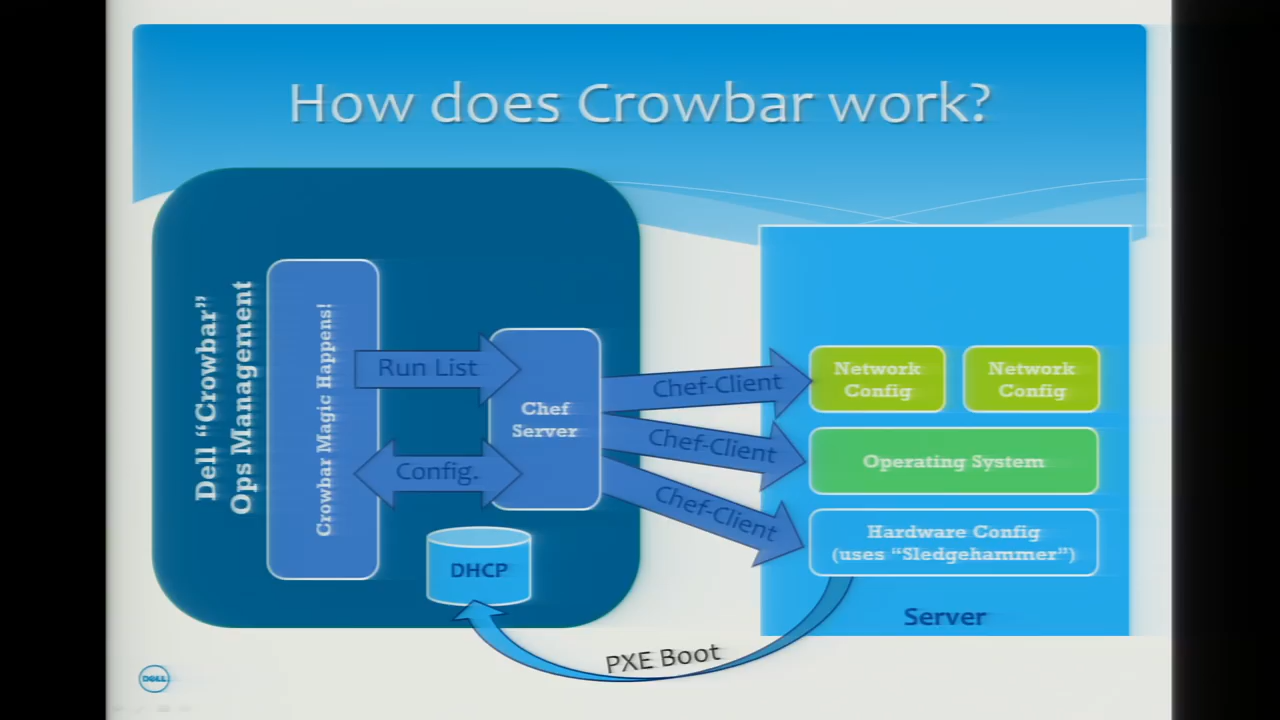 How does Crowbar work?
Dell “Crowbar”
Ops Management
Crowbar Magic Happens!
Run List
Config.
Chef
Server
DHCP
Chef-Client
Chef-Client
Chef-Client
Network
Config
Network
Config
Operating System
Hardware Config
(uses “Sledgehammer”)
Server
PXE Boot
DELL